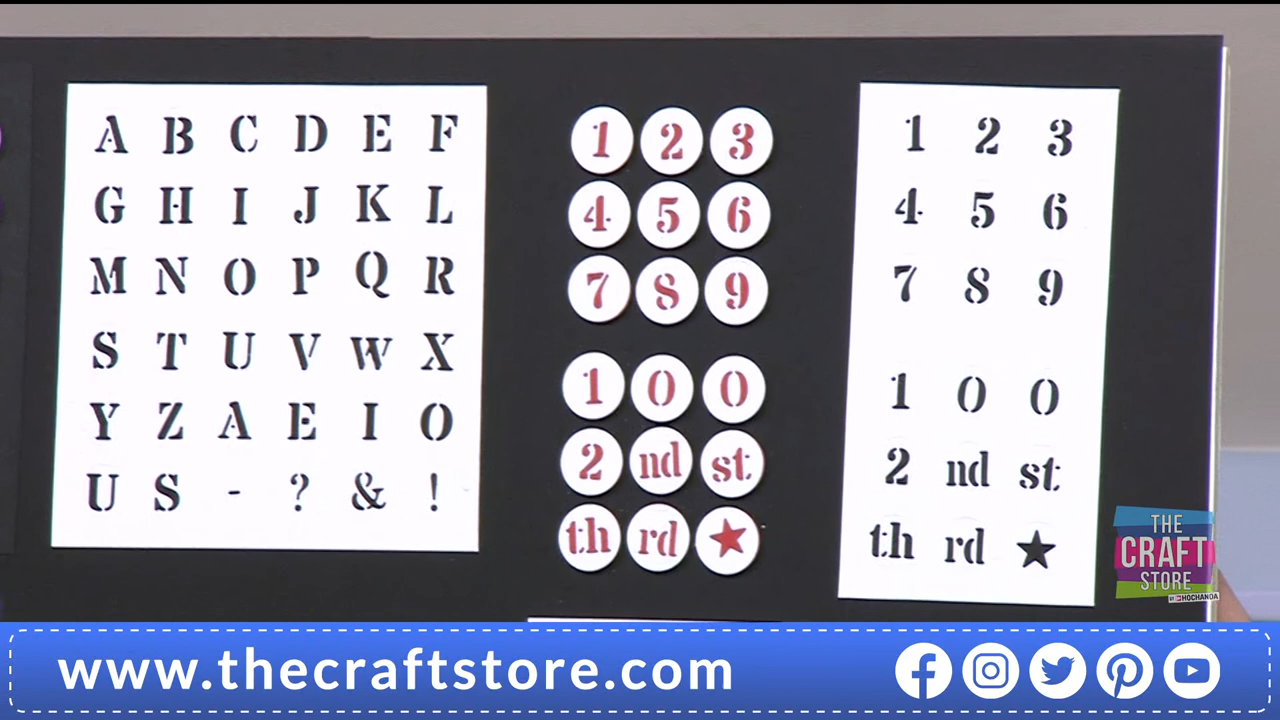 A B C D E F
G H I J K L
M N O P Q R
S T U V W X
Y Z A E I O
U S - ? & !
1 2 3
4 5 6
7 8 9
1 0 0
2 nd st
th rd ★
1 2 3
4 5 6
7 8 9
1 0 0
2 nd st
th rd ★
THE
CRAFT
STORE
BY HOCHANDA
www.thecraftstore.com